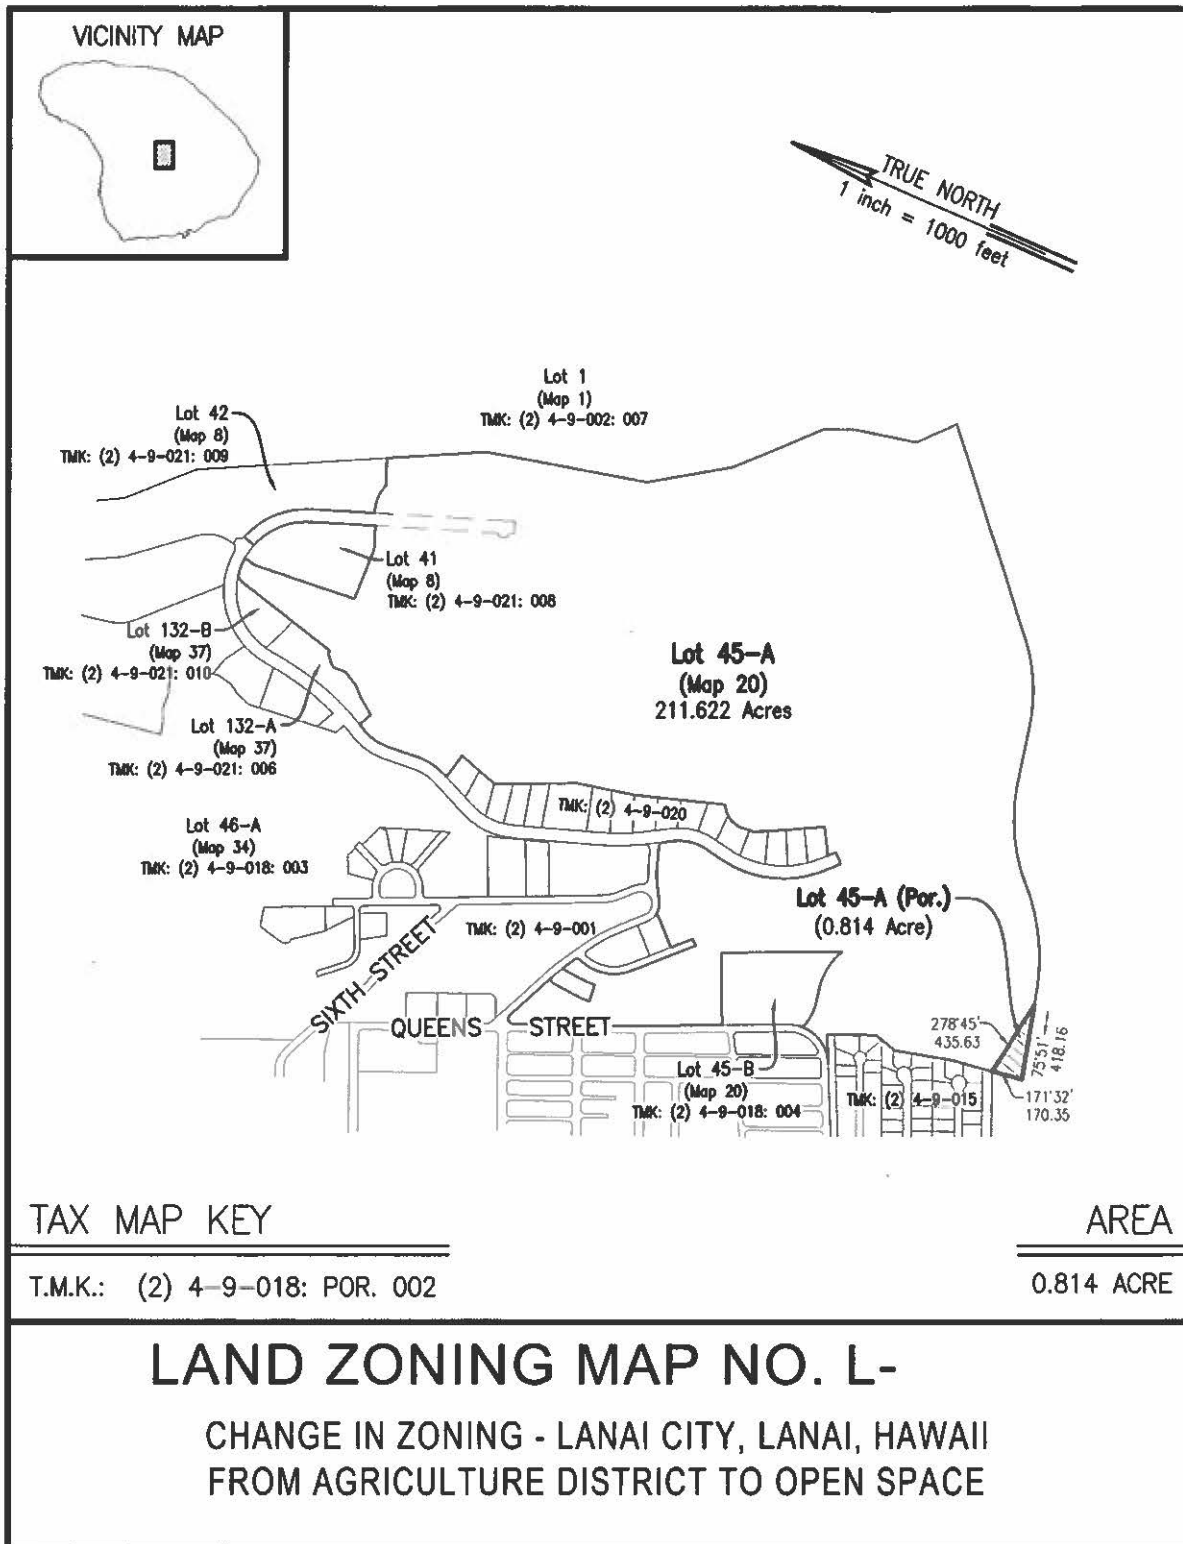 VICINITY MAP
TRUE NORTH
1 inch = 1000 feet
Lot 1
(Map 1)
TMK: (2) 4-9-002: 007
Lot 42
(Map 8)
TMK: (2) 4-9-021: 009
Lot 41
(Map 8)
TMK: (2) 4-9-021: 008
Lot 132-B
(Map 37)
TMK: (2) 4-9-021: 010
Lot 45-A
(Map 20)
211.622 Acres
Lot 132-A
(Map 37)
TMK: (2) 4-9-021: 006
TMK: (2) 4-9-020
Lot 46-A
(Map 34)
TMK: (2) 4-9-018: 003
Lot 45-A (Por.)
(0.814 Acre)
TMK: (2) 4-9-001
SIXTH STREET
QUEENS STREET
278°45'
435.63
75°51'
418.16
Lot 45-B
(Map 20)
TMK: (2) 4-9-018: 004
TMK: (2) 4-9-015
171°32'
170.35
TAX MAP KEY
AREA
T.M.K.: (2) 4-9-018: POR. 002
0.814 ACRE
LAND ZONING MAP NO. L-
CHANGE IN ZONING - LANAI CITY, LANAI, HAWAII
FROM AGRICULTURE DISTRICT TO OPEN SPACE